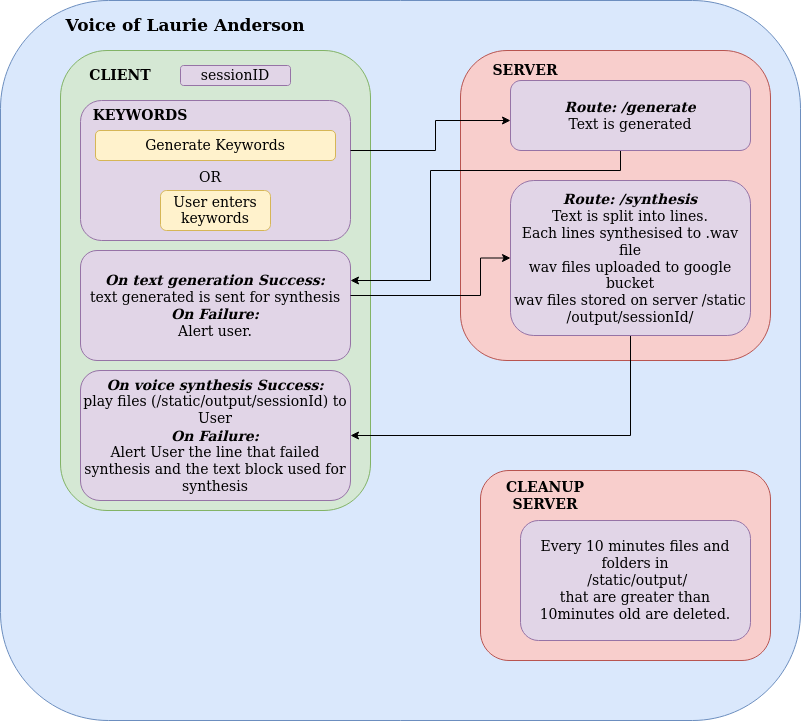 Voice of Laurie Anderson
CLIENT
sessionID
KEYWORDS
Generate Keywords
OR
User enters
keywords
On text generation Success:
text generated is sent for synthesis
On Failure:
Alert user.
On voice synthesis Success:
play files (/static/output/sessionId) to
User
On Failure:
Alert User the line that failed
synthesis and the text block used for
synthesis
SERVER
Route: /generate
Text is generated
Route: /synthesis
Text is split into lines.
Each lines synthesised to .wav
file
wav files uploaded to google
bucket
wav files stored on server /static
/output/sessionId/
CLEANUP
SERVER
Every 10 minutes files and
folders in
/static/output/
that are greater than
10minutes old are deleted.